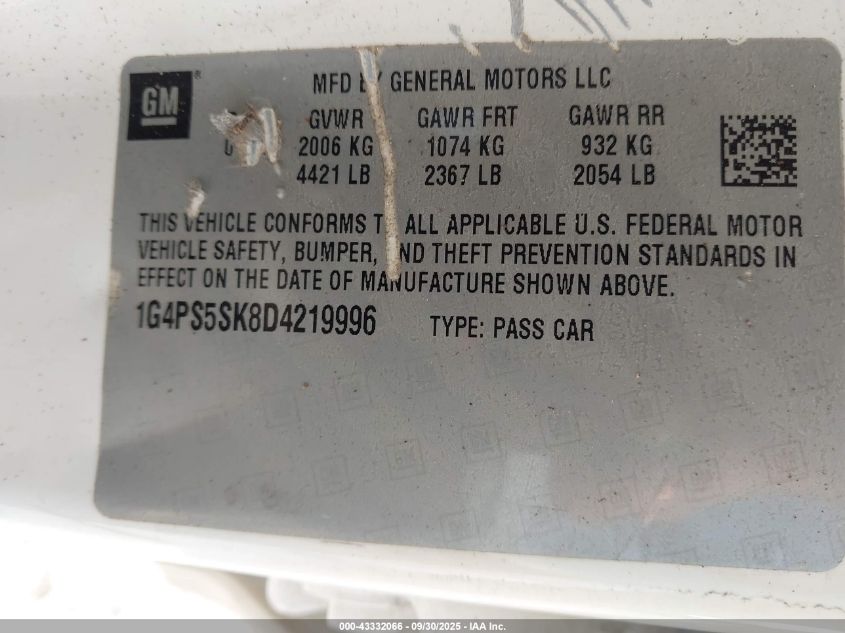 GM
MFD BY GENERAL MOTORS LLC
GVWR GAWR FRT GAWR RR
2006 KG 1074 KG 932 KG
4421 LB 2367 LB 2054 LB
THIS VEHICLE CONFORMS T ALL APPLICABLE U.S. FEDERAL MOTOR
VEHICLE SAFETY, BUMPER, ND THEFT PREVENTION STANDARDS IN
EFFECT ON THE DATE OF MANUFACTURE SHOWN ABOVE.
1G4PS5SK8D4219996 TYPE: PASS CAR
000-43332066 - 09/30/2025 - IAA Inc.